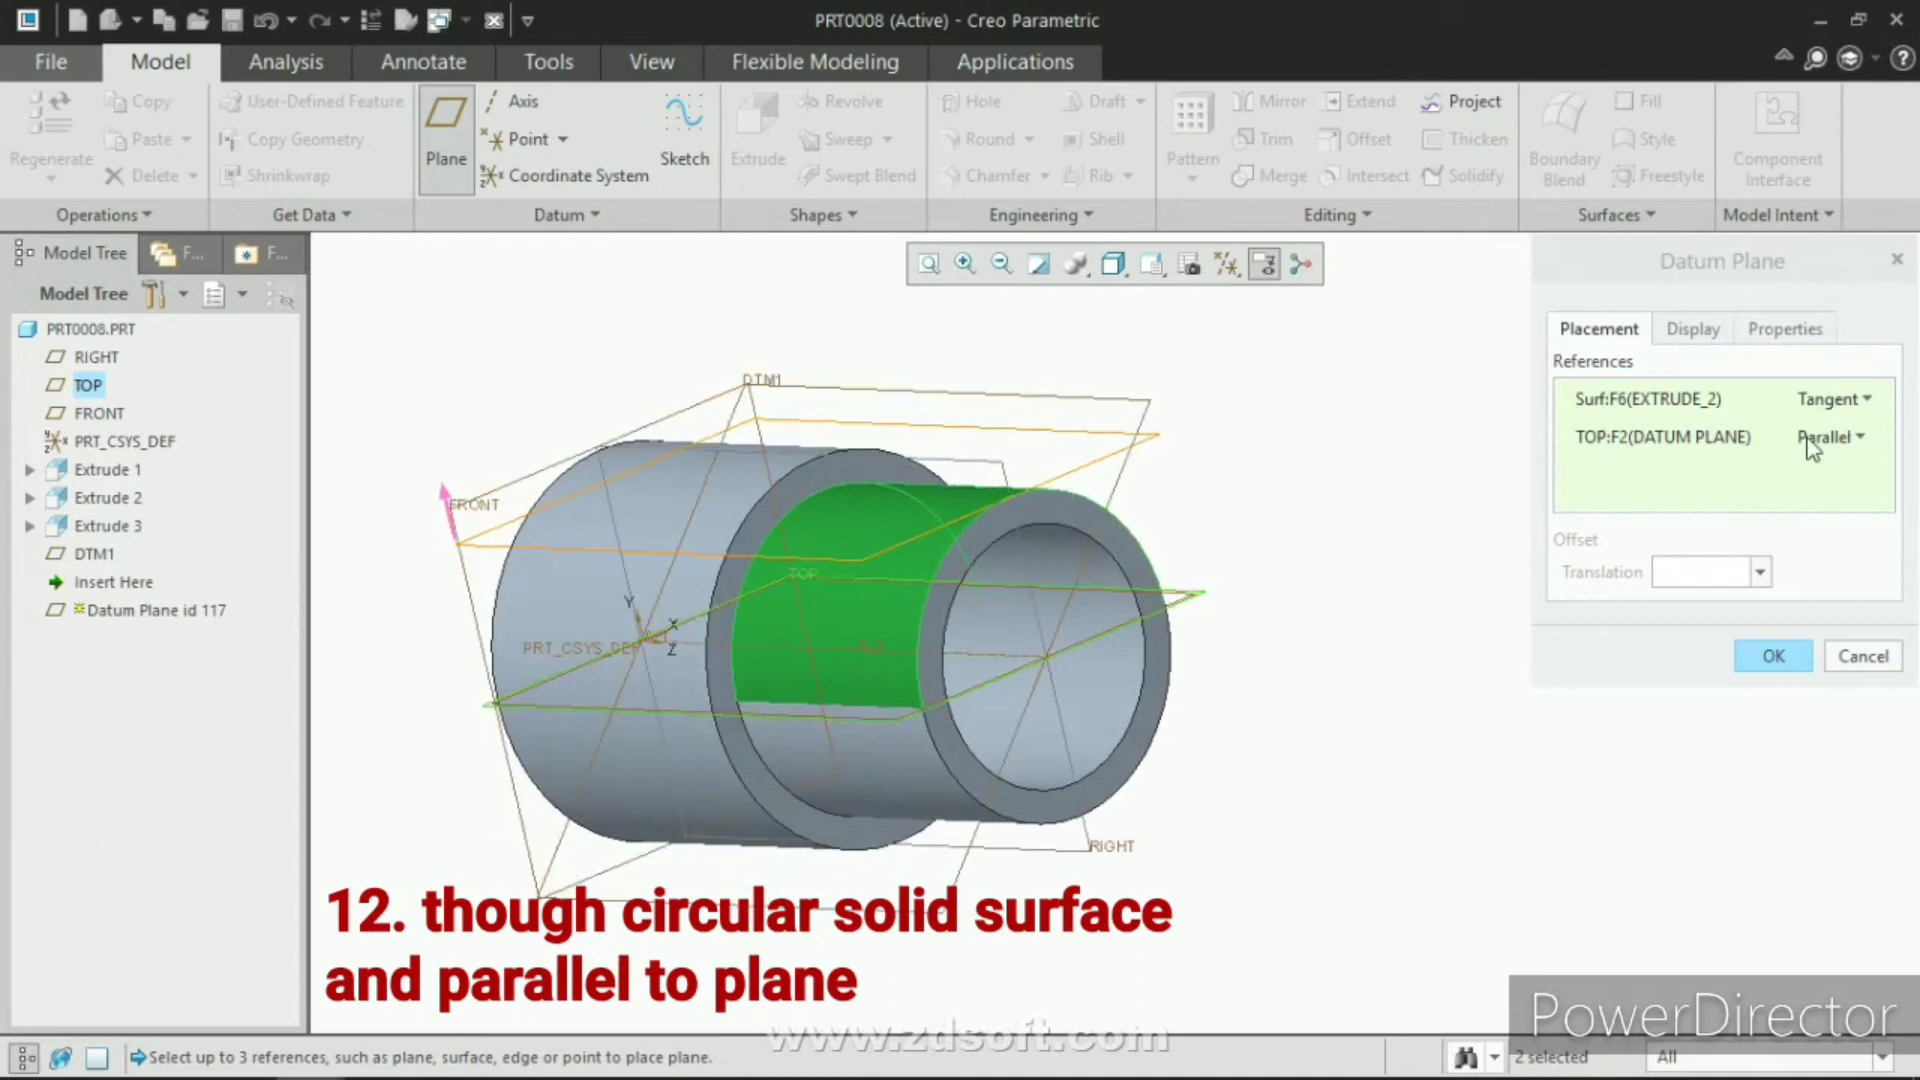 PRT0008 (Active) - Creo Parametric
File Model Analysis Annotate Tools View Flexible Modeling Applications
Regenerate
Copy
Paste
Delete
Operations
User-Defined Feature
Copy Geometry
Shrinkwrap
Get Data
Plane
Axis
Point
Coordinate System
Sketch
Datum
Extrude
Revolve
Sweep
Swept Blend
Shapes
Hole
Round
Chamfer
Draft
Shell
Rib
Engineering
Pattern
Mirror
Trim
Merge
Extend
Offset
Intersect
Project
Thicken
Solidify
Editing
Boundary
Blend
Fill
Style
Freestyle
Surfaces
Component
Interface
Model Intent
Model Tree
F...
F...
Model Tree
PRT0008.PRT
RIGHT
TOP
FRONT
PRT_CSYS_DEF
Extrude 1
Extrude 2
Extrude 3
DTM1
Insert Here
Datum Plane id 117
DTM1
FRONT
TOP
Y
X
Z
PRT_CSYS_DEF
RIGHT
Datum Plane
Placement Display Properties
References
Surf:F6(EXTRUDE_2) Tangent
TOP:F2(DATUM PLANE) Parallel
Offset
Translation
OK Cancel
12. though circular solid surface
and parallel to plane
PowerDirector
www.zdsoft.com
Select up to 3 references, such as plane, surface, edge or point to place plane.
2 selected
All